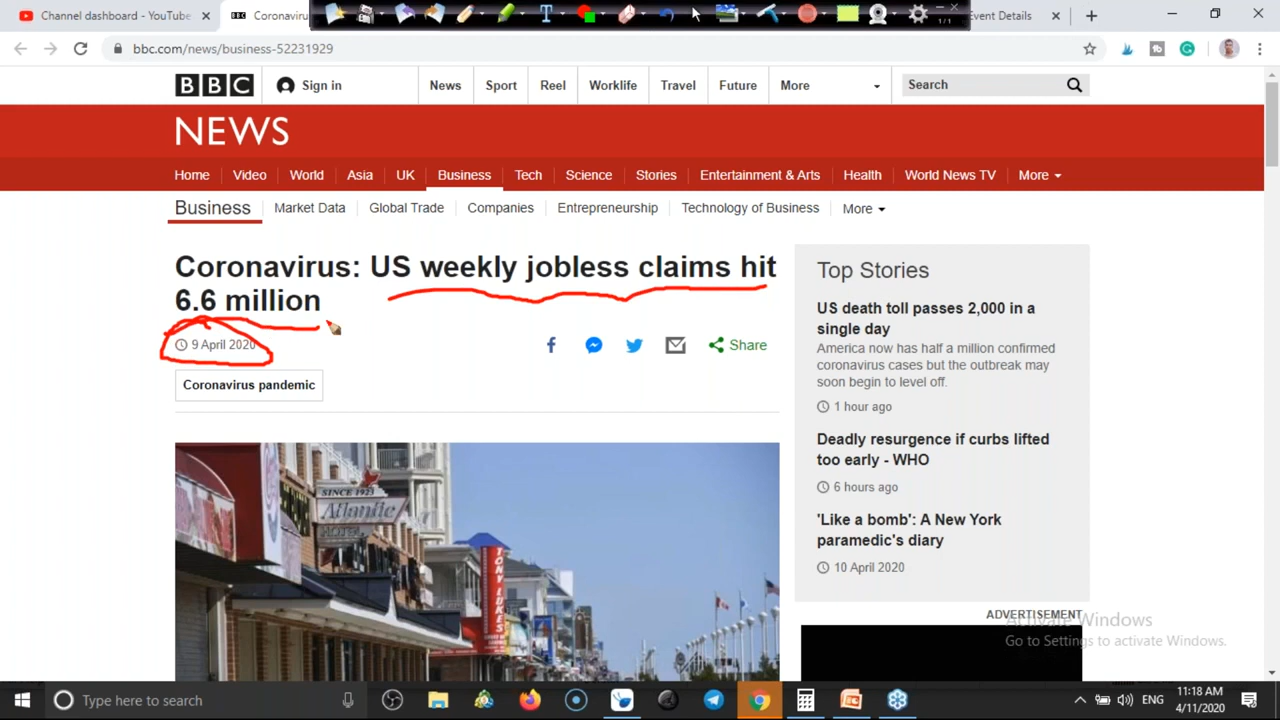 Channel dashboard - YouTube
Coronavirus
Event Details
1/1
bbc.com/news/business-52231929
BBC
Sign in
News
Sport
Reel
Worklife
Travel
Future
More
Search
NEWS
Home
Video
World
Asia
UK
Business
Tech
Science
Stories
Entertainment & Arts
Health
World News TV
More
Business
Market Data
Global Trade
Companies
Entrepreneurship
Technology of Business
More
Coronavirus: US weekly jobless claims hit
6.6 million
9 April 2020
Share
Coronavirus pandemic
SINCE 1923
Atlantic
HOTEL
TONY LUKES
Top Stories
US death toll passes 2,000 in a
single day
America now has half a million confirmed
coronavirus cases but the outbreak may
soon begin to level off.
1 hour ago
Deadly resurgence if curbs lifted
too early - WHO
6 hours ago
'Like a bomb': A New York
paramedic's diary
10 April 2020
ADVERTISEMENT
Activate Windows
Go to Settings to activate Windows.
Type here to search
ENG
11:18 AM
4/11/2020